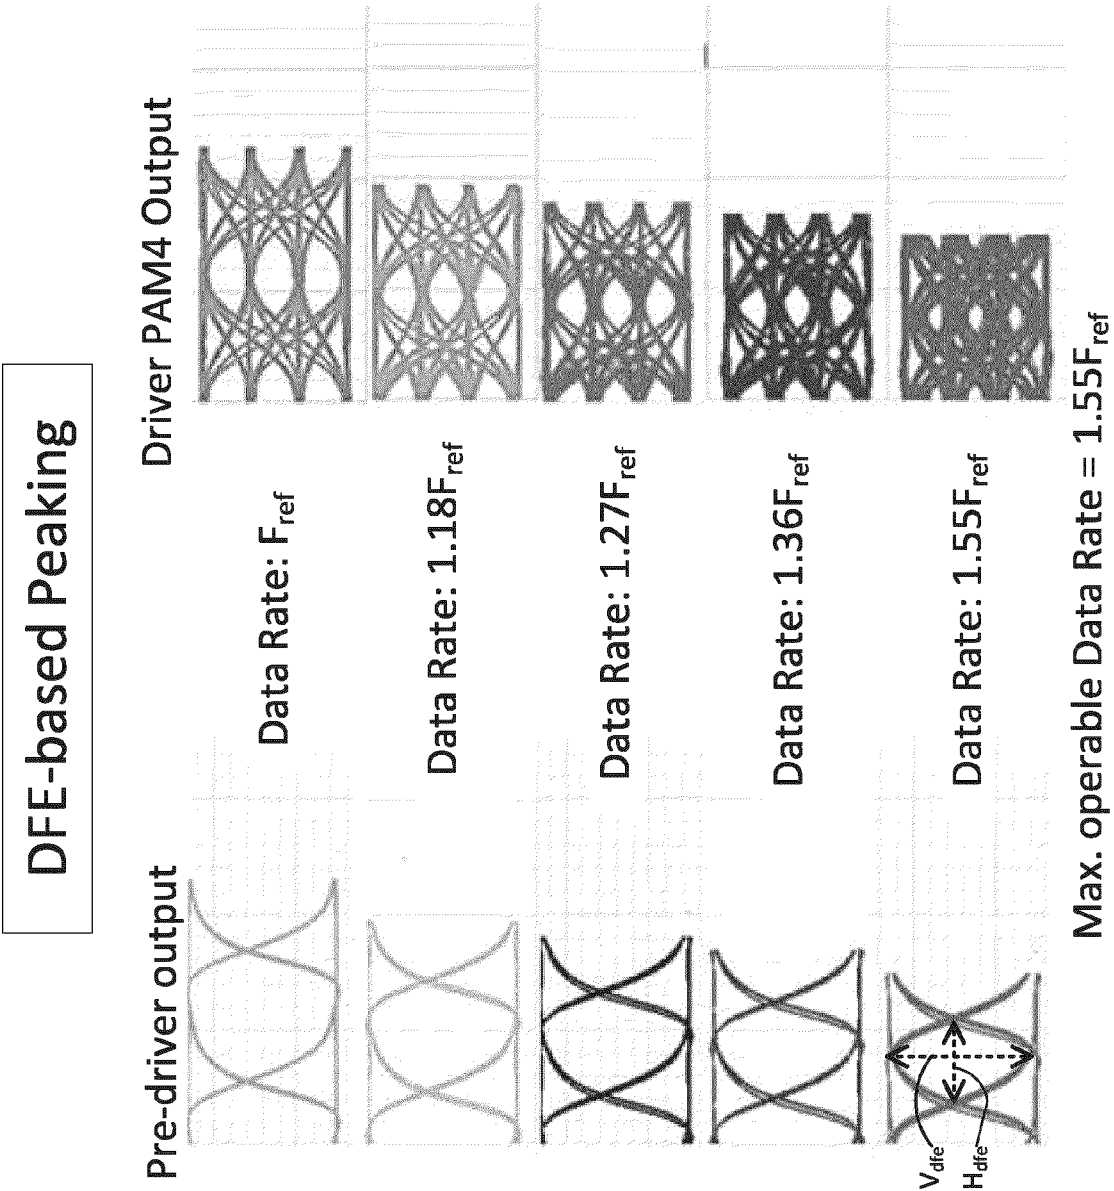 DFE-based Peaking
Pre-driver output
Driver PAM4 Output
Data Rate: Fref
Data Rate: 1.18Fref
Data Rate: 1.27Fref
Data Rate: 1.36Fref
Data Rate: 1.55Fref
Vdfe
Hdfe
Max. operable Data Rate = 1.55Fref